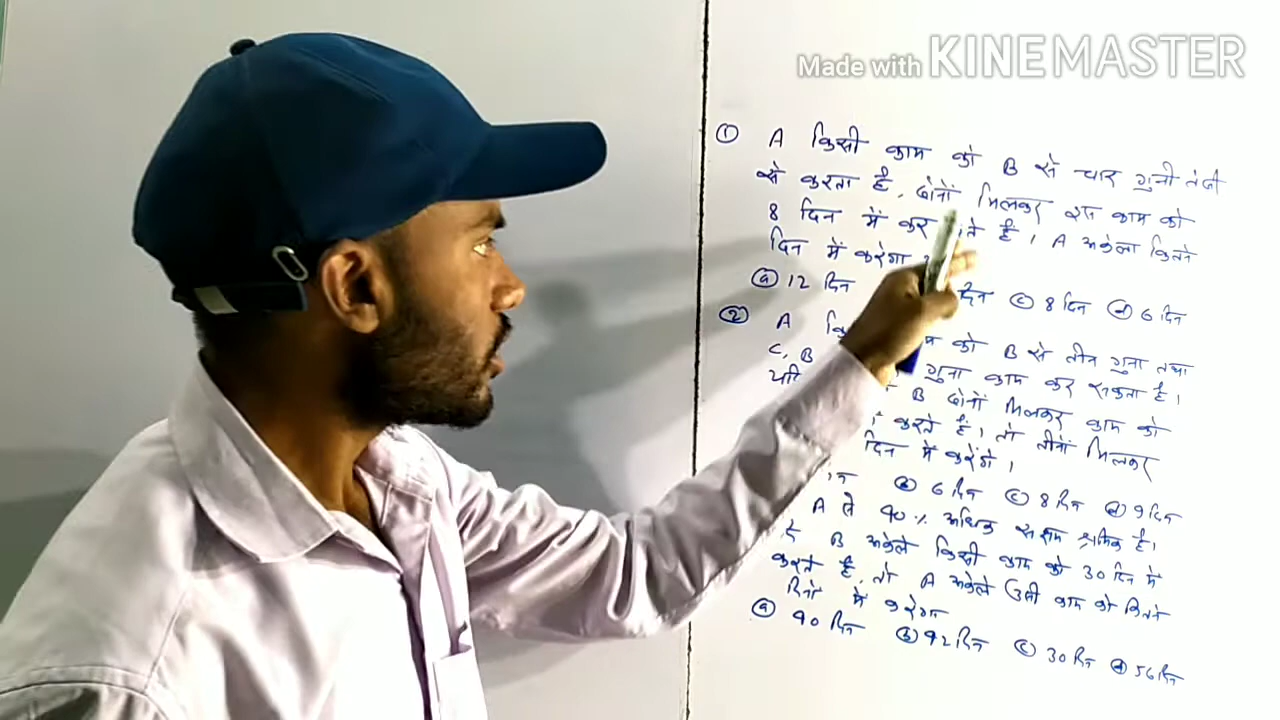 Made with KINEMASTER
① A किसी काम को B से चार गुनी तेजी
से करता है. दोनों मिलकर उस काम को
8 दिन में कर है। A अकेला कितने
दिन में करेगा
ⓐ 12 दिन दिन ⓒ 8 दिन ⓓ 6 दिन
② A को B से तीन गुना तथा
C, B गुना काम कर सकता है।
यदि B दोनों मिलकर काम को
करते हैं। तो तीनों मिलकर
दिन में करेंगे।
ⓑ 6 दिन ⓒ 8 दिन ⓓ 9 दिन
A से 40% अधिक सक्षम श्रमिक है।
B अकेले किसी काम को 30 दिन में
करते है, तो A अकेले उसी काम को कितने
दिनों में करेगा
ⓐ 40 दिन ⓑ 42 दिन ⓒ 30 दिन ⓓ 56 दिन